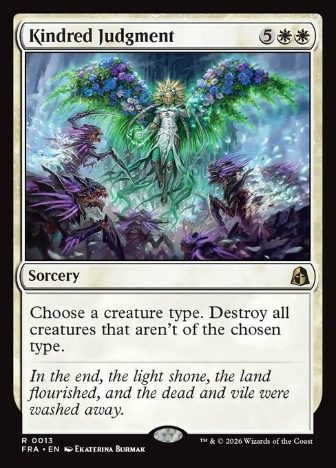 Kindred Judgment 5
Sorcery
Choose a creature type. Destroy all
creatures that aren't of the chosen
type.
In the end, the light shone, the land
flourished, and the dead and vile were
washed away.
R 0013
FRA • EN Ekaterina Burmak
™ & © 2026 Wizards of the Coast